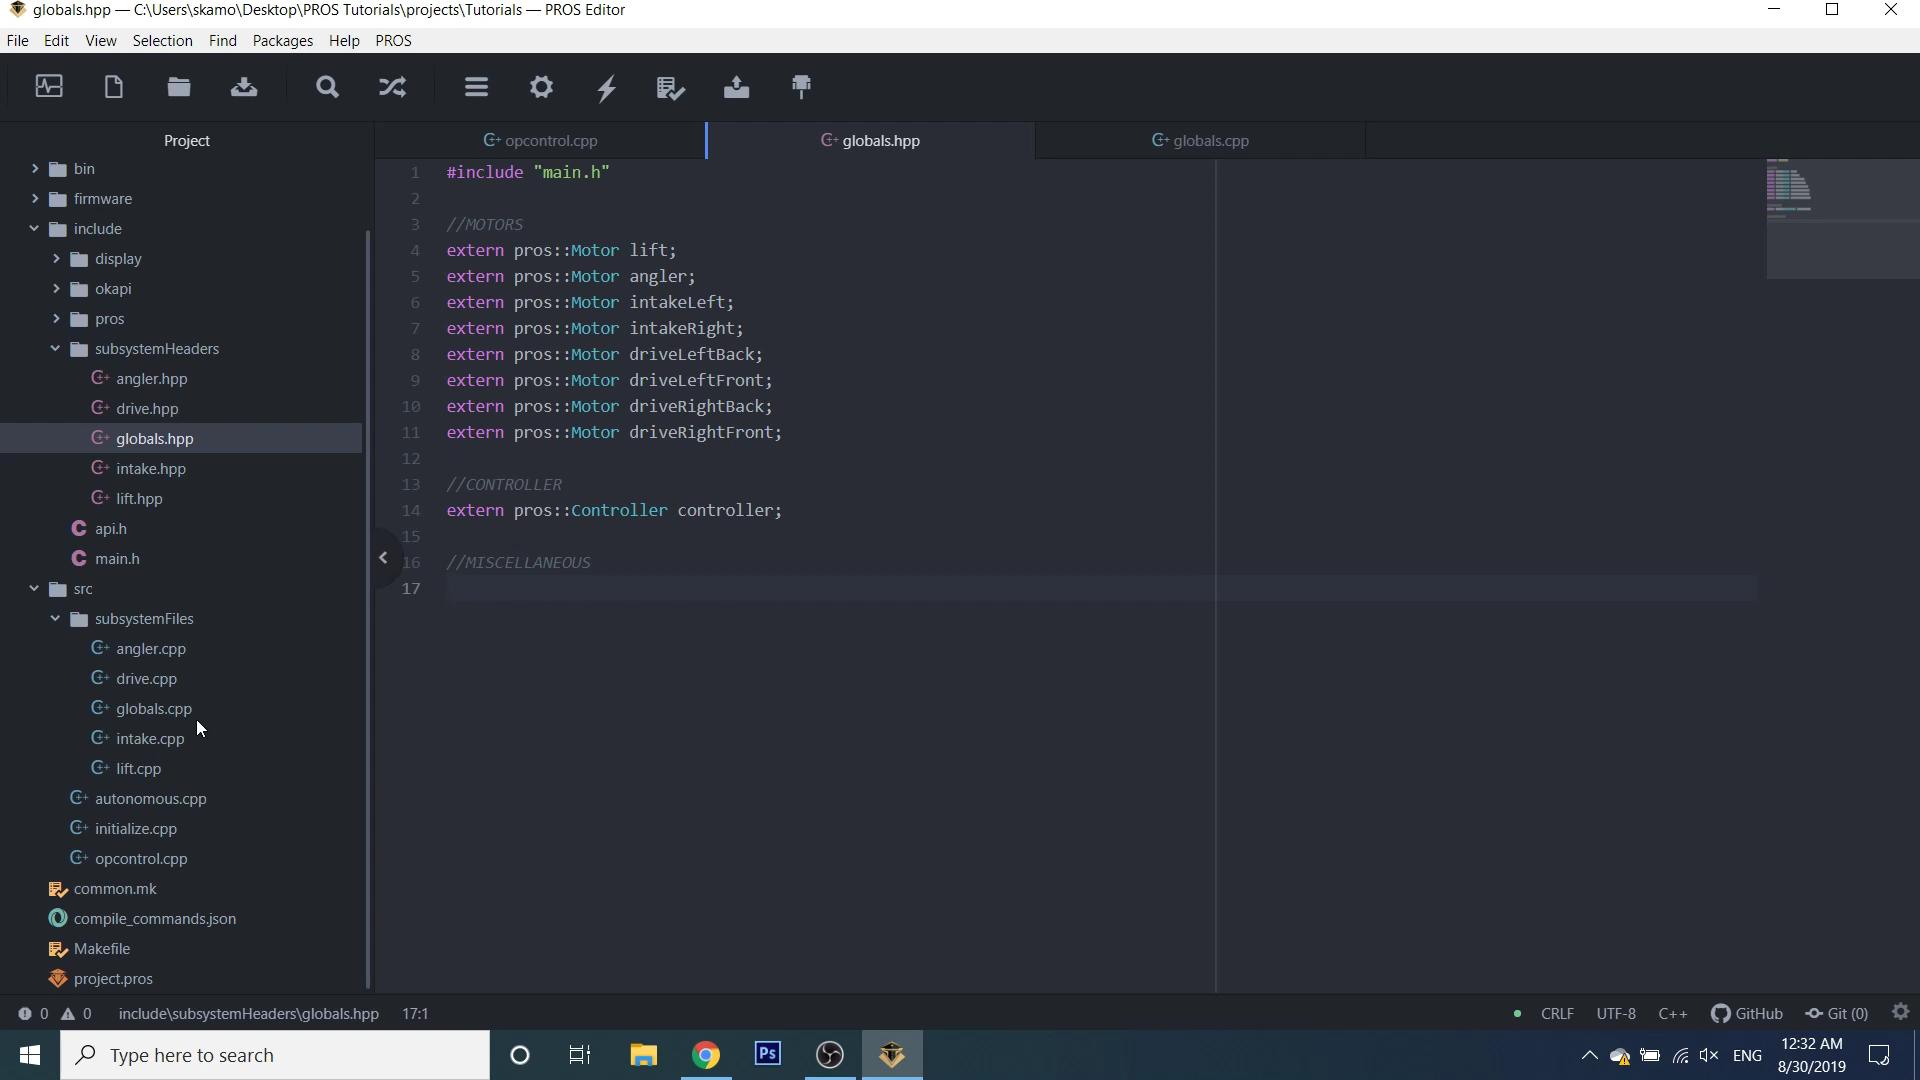 globals.hpp — C:\Users\skamo\Desktop\PROS Tutorials\projects\Tutorials — PROS Editor
File Edit View Selection Find Packages Help PROS
Project
opcontrol.cpp
globals.hpp
globals.cpp
bin
firmware
include
display
okapi
pros
subsystemHeaders
angler.hpp
drive.hpp
globals.hpp
intake.hpp
lift.hpp
api.h
main.h
src
subsystemFiles
angler.cpp
drive.cpp
globals.cpp
intake.cpp
lift.cpp
autonomous.cpp
initialize.cpp
opcontrol.cpp
common.mk
compile_commands.json
Makefile
project.pros
1 #include "main.h"
2
3 //MOTORS
4 extern pros::Motor lift;
5 extern pros::Motor angler;
6 extern pros::Motor intakeLeft;
7 extern pros::Motor intakeRight;
8 extern pros::Motor driveLeftBack;
9 extern pros::Motor driveLeftFront;
10 extern pros::Motor driveRightBack;
11 extern pros::Motor driveRightFront;
12
13 //CONTROLLER
14 extern pros::Controller controller;
15
16 //MISCELLANEOUS
17
0 0 include\subsystemHeaders\globals.hpp 17:1
CRLF UTF-8 C++ GitHub Git (0)
Type here to search
Ps
ENG
12:32 AM
8/30/2019